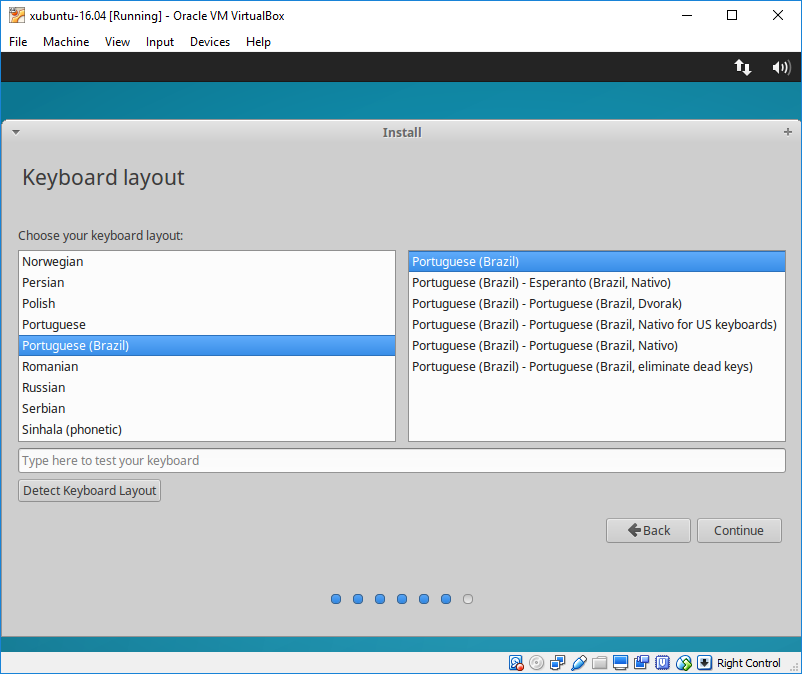 xubuntu-16.04 [Running] - Oracle VM VirtualBox
File Machine View Input Devices Help
Install
Keyboard layout
Choose your keyboard layout:
Norwegian
Persian
Polish
Portuguese
Portuguese (Brazil)
Romanian
Russian
Serbian
Sinhala (phonetic)
Portuguese (Brazil)
Portuguese (Brazil) - Esperanto (Brazil, Nativo)
Portuguese (Brazil) - Portuguese (Brazil, Dvorak)
Portuguese (Brazil) - Portuguese (Brazil, Nativo for US keyboards)
Portuguese (Brazil) - Portuguese (Brazil, Nativo)
Portuguese (Brazil) - Portuguese (Brazil, eliminate dead keys)
Type here to test your keyboard
Detect Keyboard Layout
Back Continue
Right Control